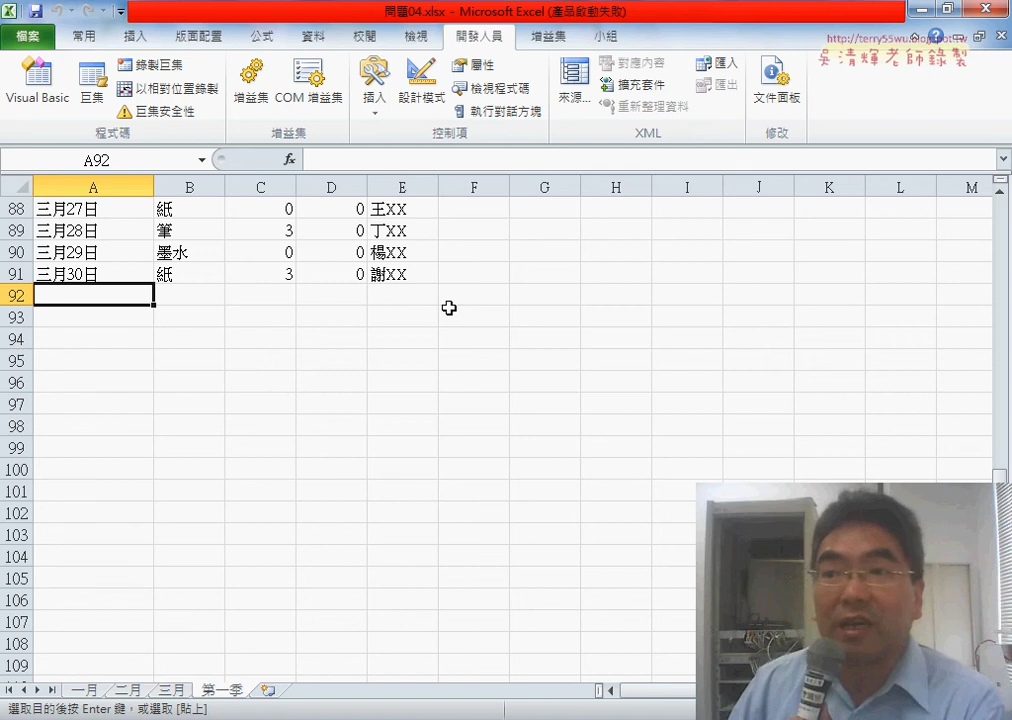 問題04.xlsx - Microsoft Excel (產品啟動失敗)
檔案 常用 插入 版面配置 公式 資料 校閱 檢視 開發人員 增益集 小組
http://terry55wu.blogspot.tw
吳清輝老師錄製
Visual Basic 巨集 錄製巨集 以相對位置錄製 巨集安全性 程式碼
增益集 COM 增益集 增益集
插入 設計模式 屬性 檢視程式碼 執行對話方塊 控制項
來源... 對應內容 擴充套件 重新整理資料 匯入 匯出 XML
文件面板 修改
A92 fx
A B C D E F G H I J K L M
88 三月27日 紙 0 0 王XX
89 三月28日 筆 3 0 丁XX
90 三月29日 墨水 0 0 楊XX
91 三月30日 紙 3 0 謝XX
92
93
94
95
96
97
98
99
100
101
102
103
104
105
106
107
108
109
一月 二月 三月 第一季
選取目的後按 Enter 鍵，或選取 [貼上]